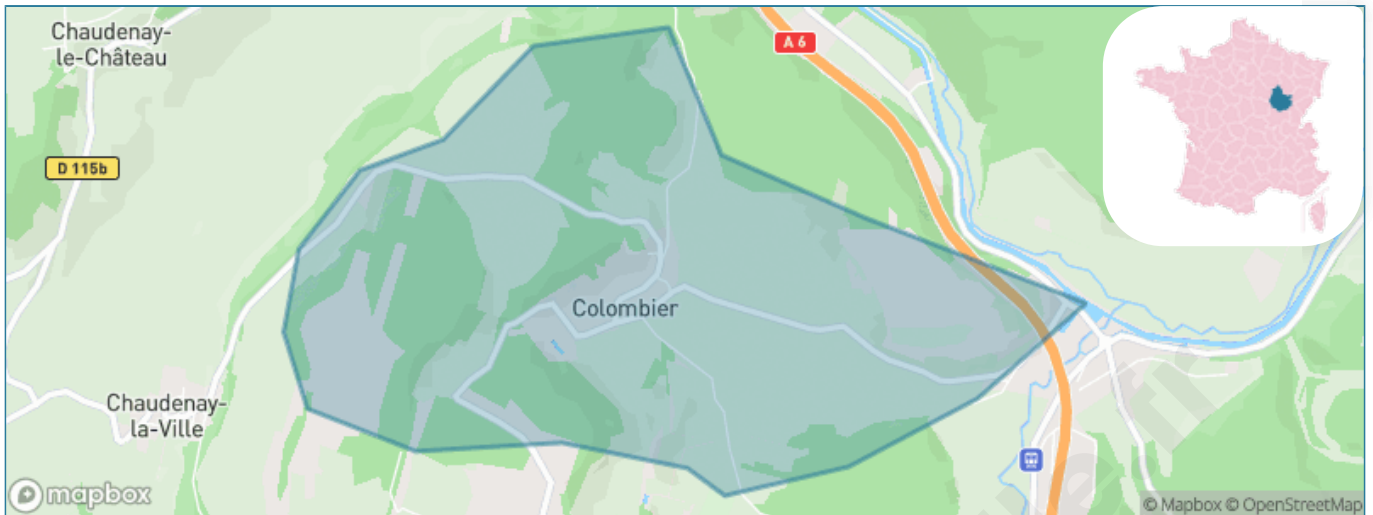 Chaudenay-
le-Château
A 6
D 115b
Colombier
Chaudenay-
la-Ville
mapbox
© Mapbox © OpenStreetMap